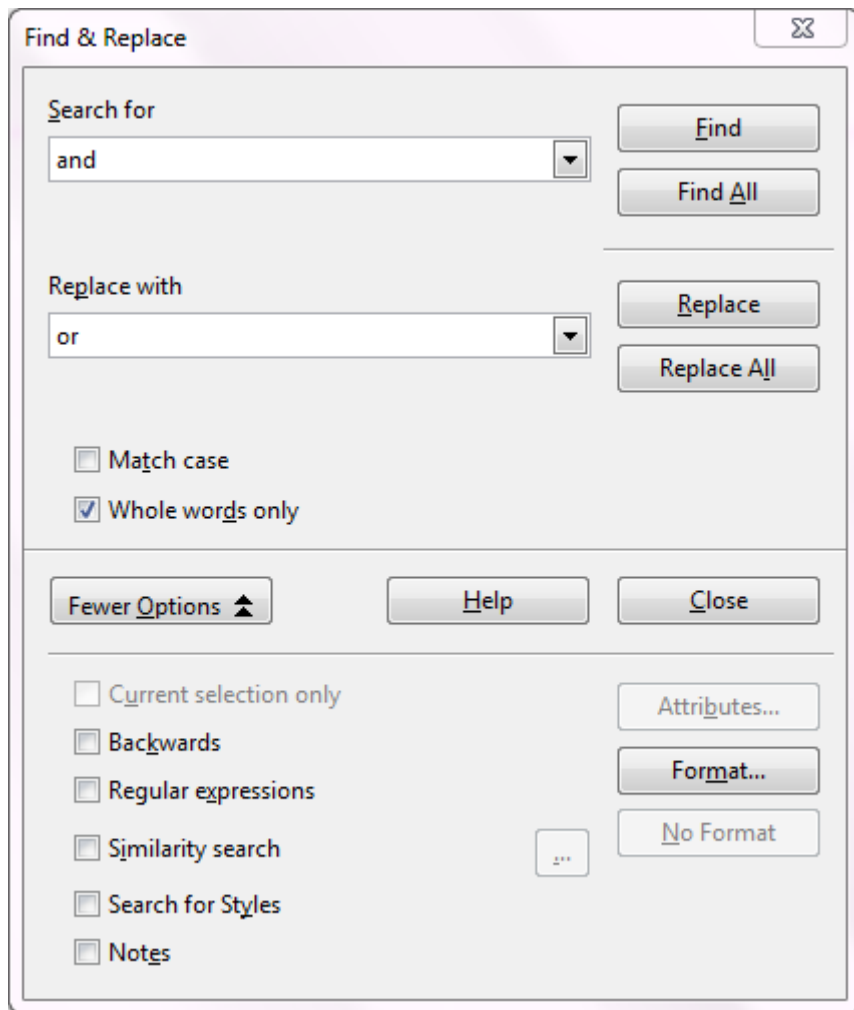 Find & Replace
Search for
Find
and
Find All
Replace with
Replace
or
Replace All
Match case
Whole words only
Fewer Options Help Close
Current selection only
Attributes...
Backwards
Format...
Regular expressions
No Format
Similarity search
...
Search for Styles
Notes